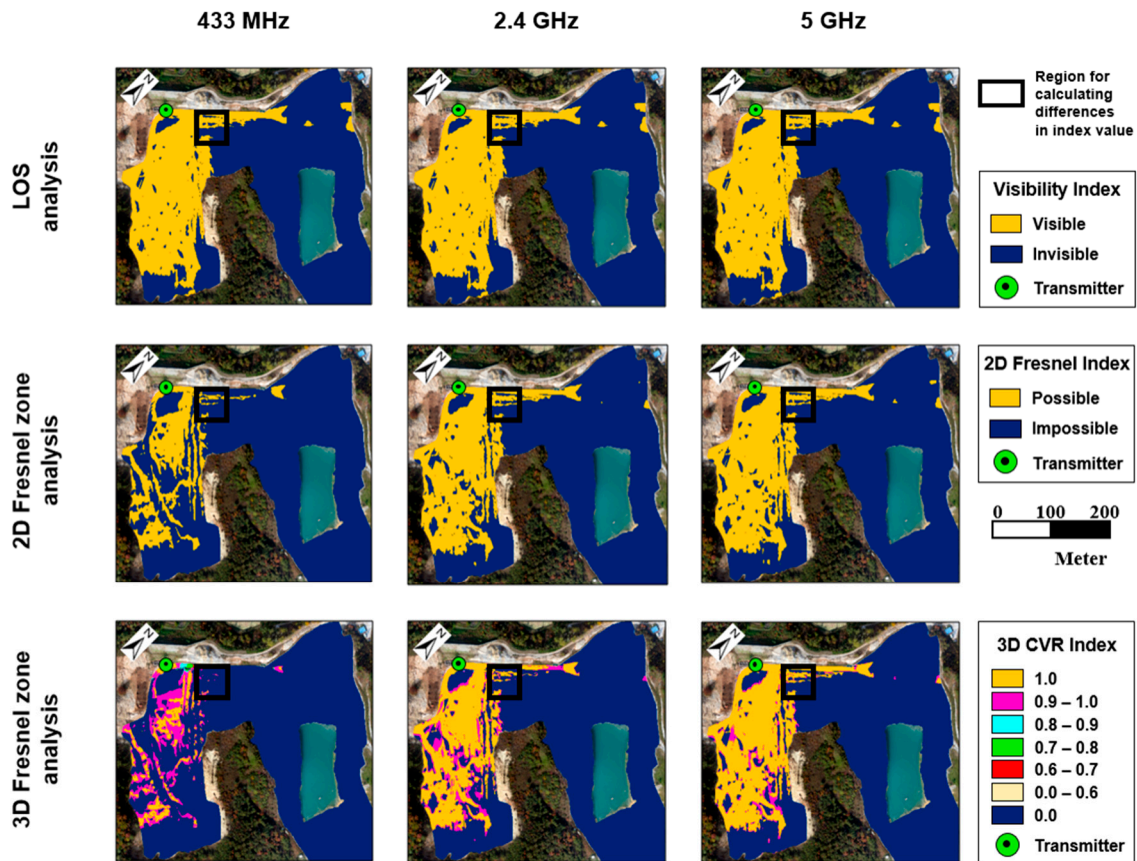 433 MHz
2.4 GHz
5 GHz
LOS
analysis
N
N
N
Region for
calculating
differences
in index value
Visibility Index
Visible
Invisible
Transmitter
2D Fresnel zone
analysis
N
N
N
2D Fresnel Index
Possible
Impossible
Transmitter
0 100 200
Meter
3D Fresnel zone
analysis
N
N
N
3D CVR Index
1.0
0.9 – 1.0
0.8 – 0.9
0.7 – 0.8
0.6 – 0.7
0.0 – 0.6
0.0
Transmitter